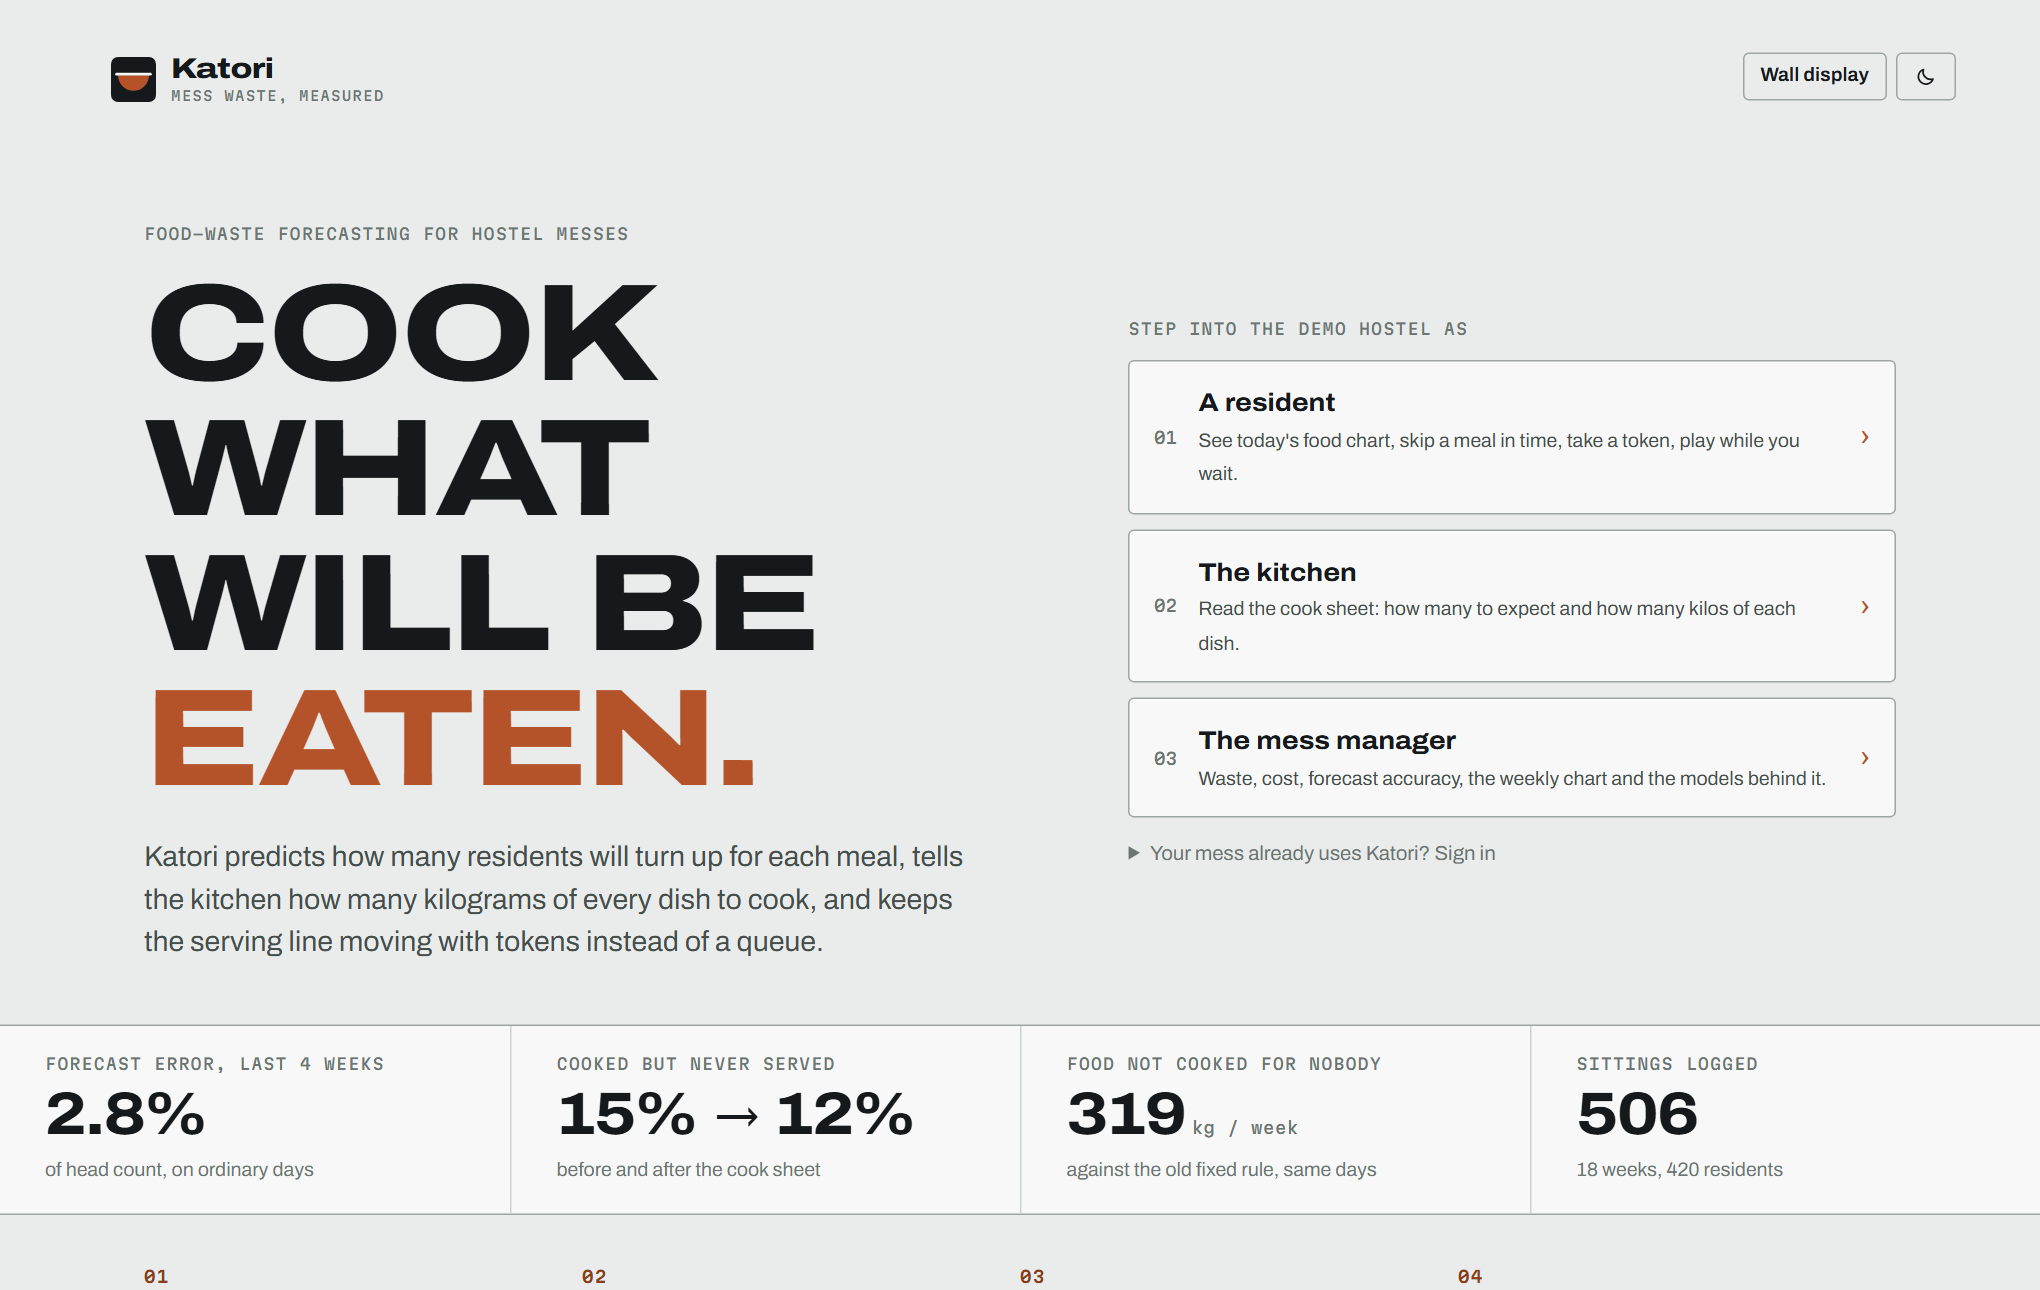 Katori
MESS WASTE, MEASURED
Wall display
FOOD-WASTE FORECASTING FOR HOSTEL MESSES
COOK
WHAT
WILL BE
EATEN.
Katori predicts how many residents will turn up for each meal, tells
the kitchen how many kilograms of every dish to cook, and keeps
the serving line moving with tokens instead of a queue.
STEP INTO THE DEMO HOSTEL AS
01
A resident
See today's food chart, skip a meal in time, take a token, play while you
wait.
02
The kitchen
Read the cook sheet: how many to expect and how many kilos of each
dish.
03
The mess manager
Waste, cost, forecast accuracy, the weekly chart and the models behind it.
Your mess already uses Katori? Sign in
FORECAST ERROR, LAST 4 WEEKS
2.8%
of head count, on ordinary days
COOKED BUT NEVER SERVED
15% → 12%
before and after the cook sheet
FOOD NOT COOKED FOR NOBODY
319 kg / week
against the old fixed rule, same days
SITTINGS LOGGED
506
18 weeks, 420 residents
01
02
03
04